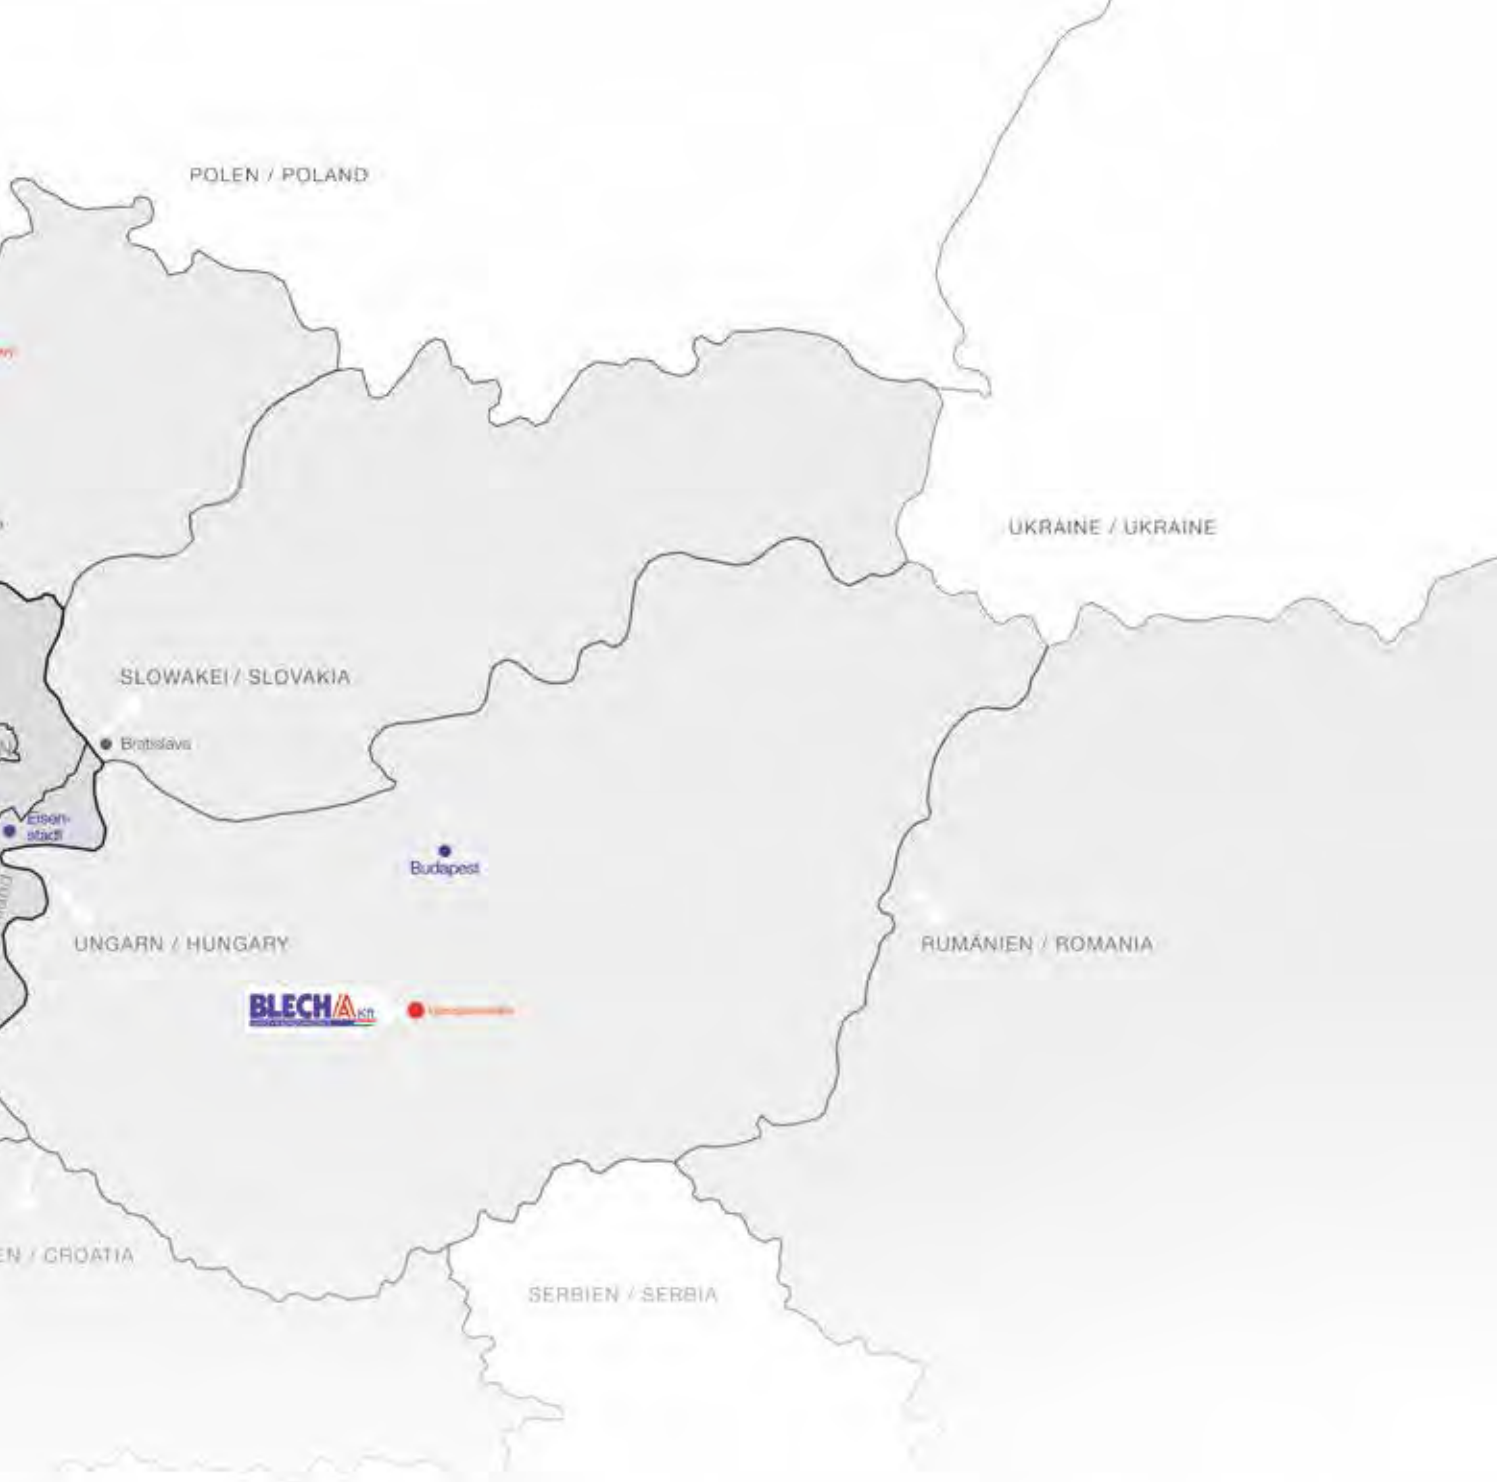 POLEN / POLAND
UKRAINE / UKRAINE
SLOWAKEI / SLOVAKIA
Bratislava
Eisen-
stadt
Budapest
UNGARN / HUNGARY
RUMÄNIEN / ROMANIA
BLECHA Kft
EN / CROATIA
SERBIEN / SERBIA